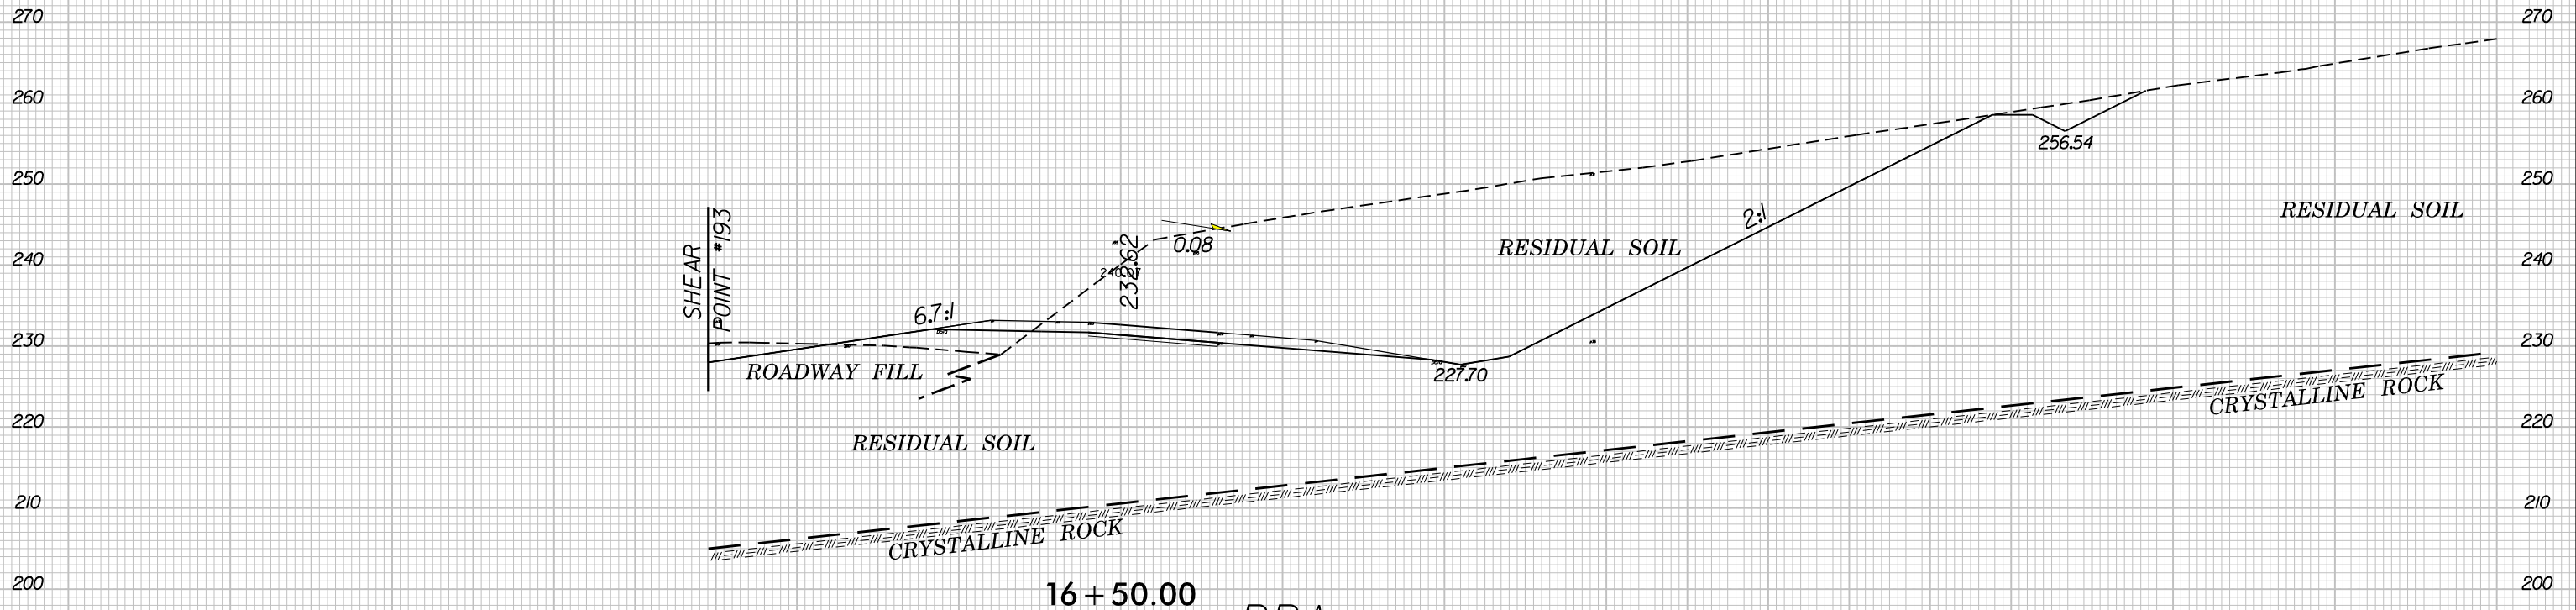 270 270
260 260
256.54
250 250
RESIDUAL SOIL
2:1
SHEAR
POINT #193
232.62
0.08
RESIDUAL SOIL
240 240
240.07
6.7:1
230 230
ROADWAY FILL
227.70
CRYSTALLINE ROCK
220 220
RESIDUAL SOIL
210 210
CRYSTALLINE ROCK
200 200
16+50.00